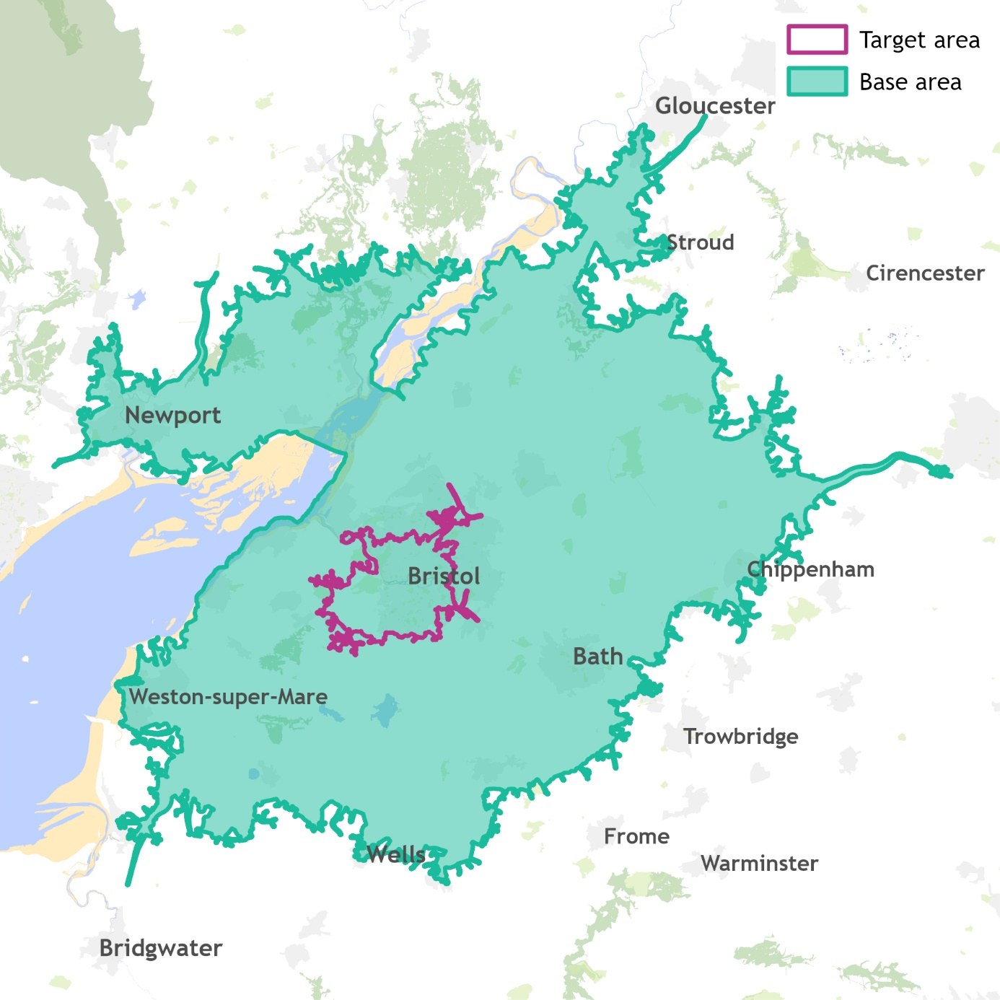 Target area
Base area
Gloucester
Stroud
Cirencester
Newport
Bristol
Chippenham
Bath
Weston-super-Mare
Trowbridge
Frome
Wells
Warminster
Bridgwater